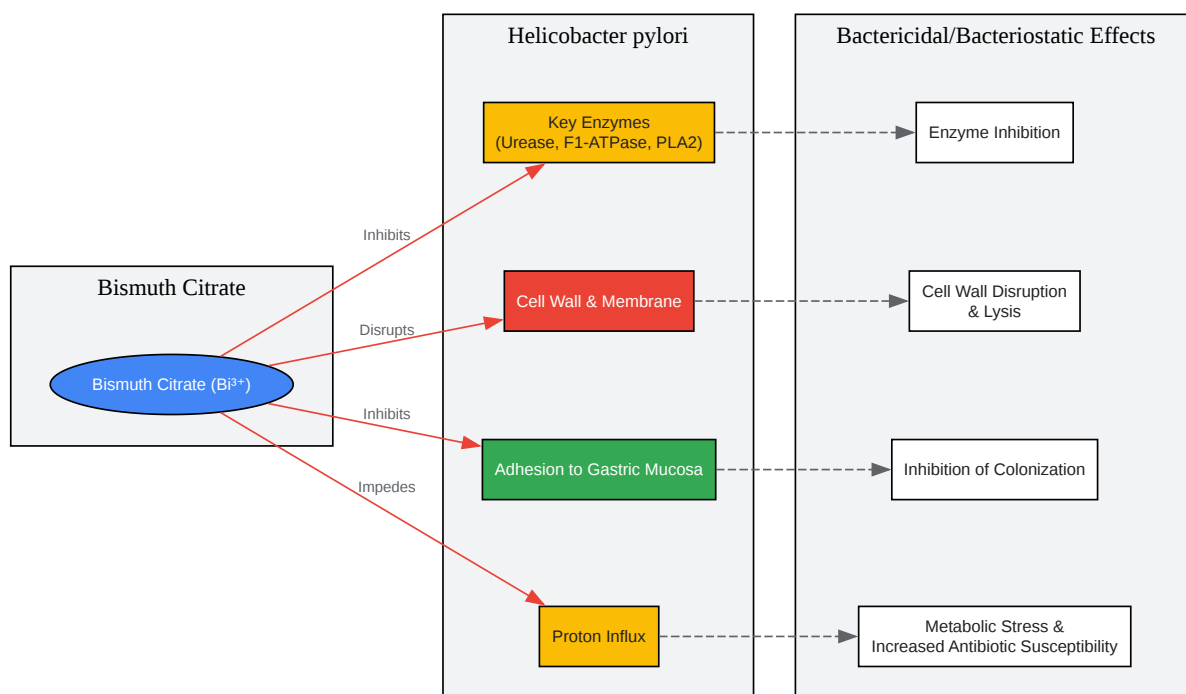 Helicobacter pylori
Bactericidal/Bacteriostatic Effects
Key Enzymes
(Urease, F1-ATPase, PLA2)
Enzyme Inhibition
Inhibits
Bismuth Citrate
Cell Wall & Membrane
Cell Wall Disruption
& Lysis
Disrupts
Bismuth Citrate (Bi³⁺)
Inhibits
Adhesion to Gastric Mucosa
Inhibition of Colonization
Impedes
Proton Influx
Metabolic Stress &
Increased Antibiotic Susceptibility